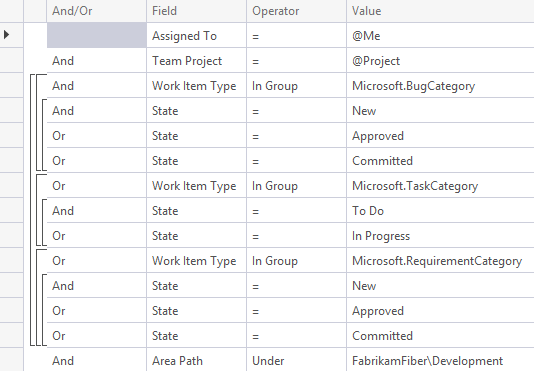 And/Or Field Operator Value
Assigned To = @Me
And Team Project = @Project
And Work Item Type In Group Microsoft.BugCategory
And State = New
Or State = Approved
Or State = Committed
Or Work Item Type In Group Microsoft.TaskCategory
And State = To Do
Or State = In Progress
Or Work Item Type In Group Microsoft.RequirementCategory
And State = New
Or State = Approved
Or State = Committed
And Area Path Under FabrikamFiber\Development